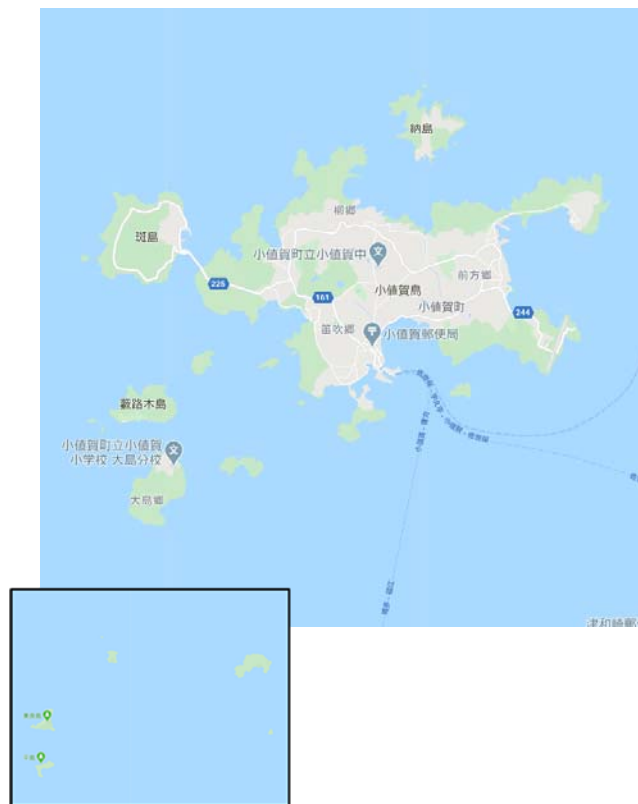 納島
柳郷
斑島
小値賀町立小値賀中
前方郷
226
161
小値賀島
小値賀町
244
笛吹郷
小値賀郵便局
藪路木島
小値賀町立小値賀
小学校 大島分校
大島郷